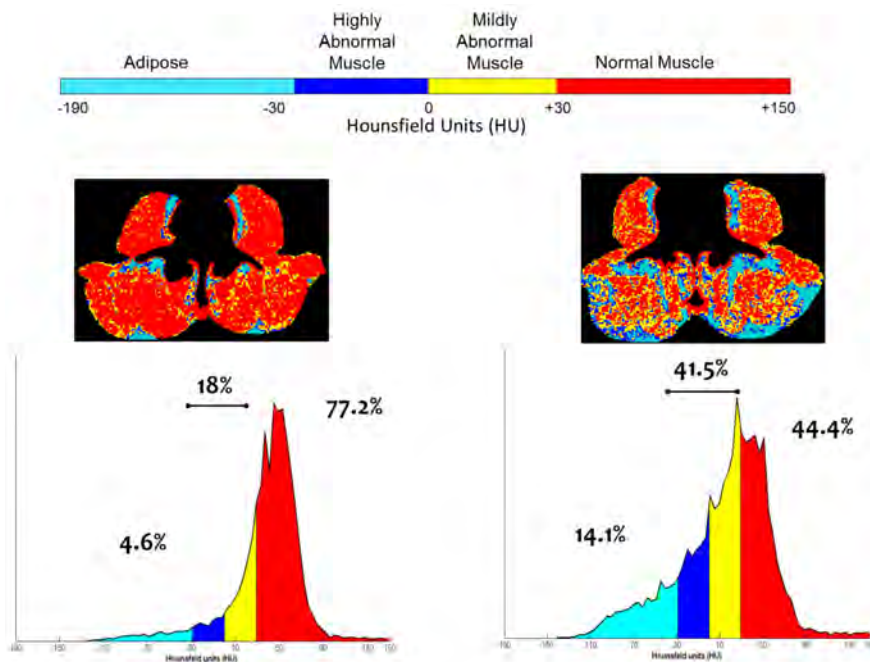 Highly
Abnormal
Muscle
Mildly
Abnormal
Muscle
Adipose
Normal Muscle
-190
-30
0
+30
+150
Hounsfield Units (HU)
18%
77.2%
4.6%
41.5%
44.4%
14.1%
Hounsfield units (HU)
Hounsfield units (HU)